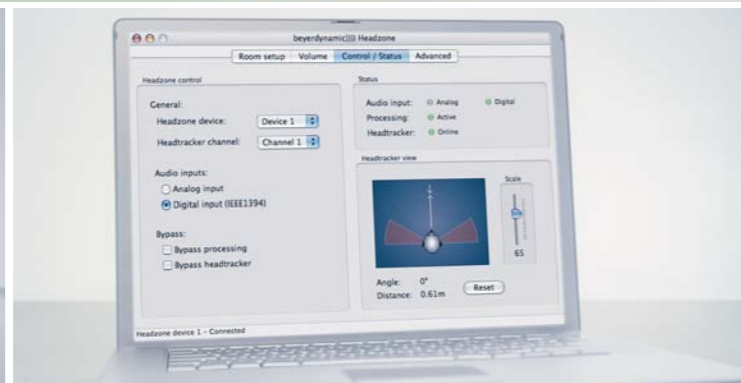 beyerdynamic)))) Headzone
Room setup Volume Control / Status Advanced
Headzone control
General:
Headzone device: Device 1
Headtracker channel: Channel 1
Audio inputs:
Analog input
Digital input (IEEE1394)
Bypass:
Bypass processing
Bypass headtracker
Status
Audio input: Analog Digital
Processing: Active
Headtracker: Online
Headtracker view
Scale
65
Angle: 0°
Distance: 0.61m
Reset
Headzone device 1 - Connected